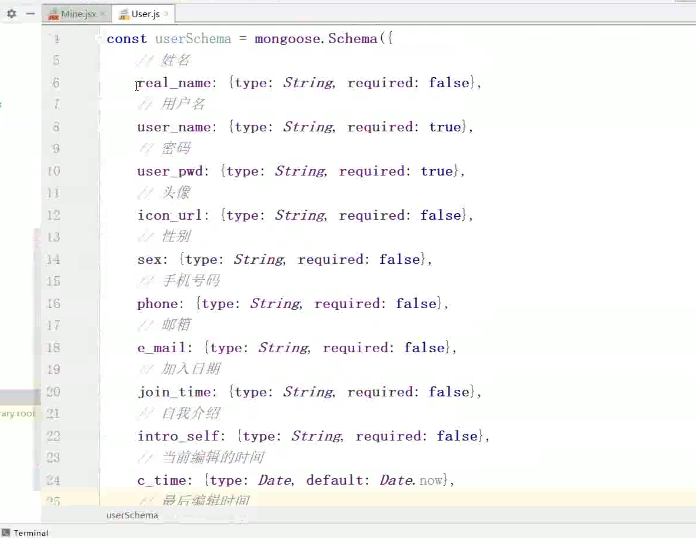 Mine.jsx
User.js
4 const userSchema = mongoose.Schema({
5 // 姓名
6 real_name: {type: String, required: false},
7 // 用户名
8 user_name: {type: String, required: true},
9 // 密码
10 user_pwd: {type: String, required: true},
11 // 头像
12 icon_url: {type: String, required: false},
13 // 性别
14 sex: {type: String, required: false},
15 // 手机号码
16 phone: {type: String, required: false},
17 // 邮箱
18 e_mail: {type: String, required: false},
19 // 加入日期
20 join_time: {type: String, required: false},
21 // 自我介绍
ary root
22 intro_self: {type: String, required: false},
23 // 当前编辑的时间
24 c_time: {type: Date, default: Date.now},
25 // 最后编辑时间
userSchema
Terminal